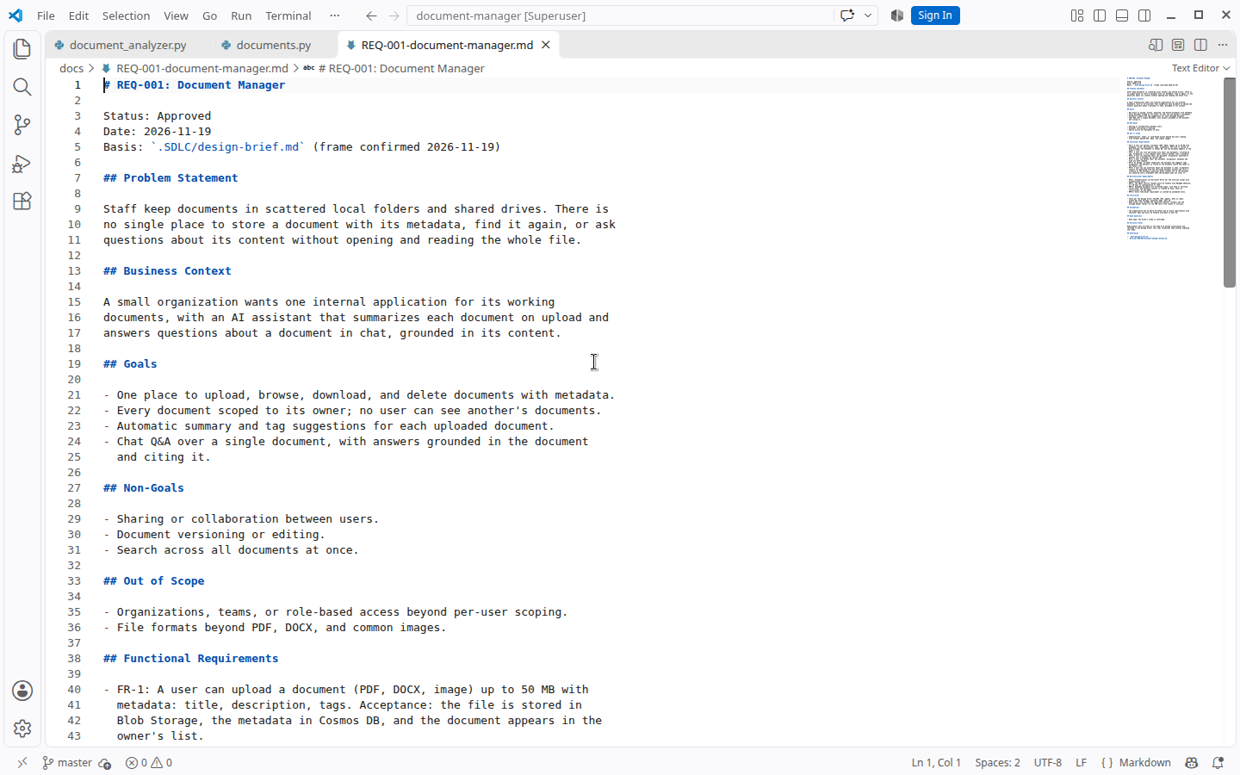 File Edit Selection View Go Run Terminal ··· document-manager [Superuser] Sign In
document_analyzer.py documents.py REQ-001-document-manager.md
docs > REQ-001-document-manager.md > abc # REQ-001: Document Manager Text Editor
1 # REQ-001: Document Manager
2
3 Status: Approved
4 Date: 2026-11-19
5 Basis: `.SDLC/design-brief.md` (frame confirmed 2026-11-19)
6
7 ## Problem Statement
8
9 Staff keep documents in scattered local folders and shared drives. There is
10 no single place to store a document with its metadata, find it again, or ask
11 questions about its content without opening and reading the whole file.
12
13 ## Business Context
14
15 A small organization wants one internal application for its working
16 documents, with an AI assistant that summarizes each document on upload and
17 answers questions about a document in chat, grounded in its content.
18
19 ## Goals
20
21 - One place to upload, browse, download, and delete documents with metadata.
22 - Every document scoped to its owner; no user can see another's documents.
23 - Automatic summary and tag suggestions for each uploaded document.
24 - Chat Q&A over a single document, with answers grounded in the document
25 and citing it.
26
27 ## Non-Goals
28
29 - Sharing or collaboration between users.
30 - Document versioning or editing.
31 - Search across all documents at once.
32
33 ## Out of Scope
34
35 - Organizations, teams, or role-based access beyond per-user scoping.
36 - File formats beyond PDF, DOCX, and common images.
37
38 ## Functional Requirements
39
40 - FR-1: A user can upload a document (PDF, DOCX, image) up to 50 MB with
41 metadata: title, description, tags. Acceptance: the file is stored in
42 Blob Storage, the metadata in Cosmos DB, and the document appears in the
43 owner's list.
master 0 0 Ln 1, Col 1 Spaces: 2 UTF-8 LF { } Markdown